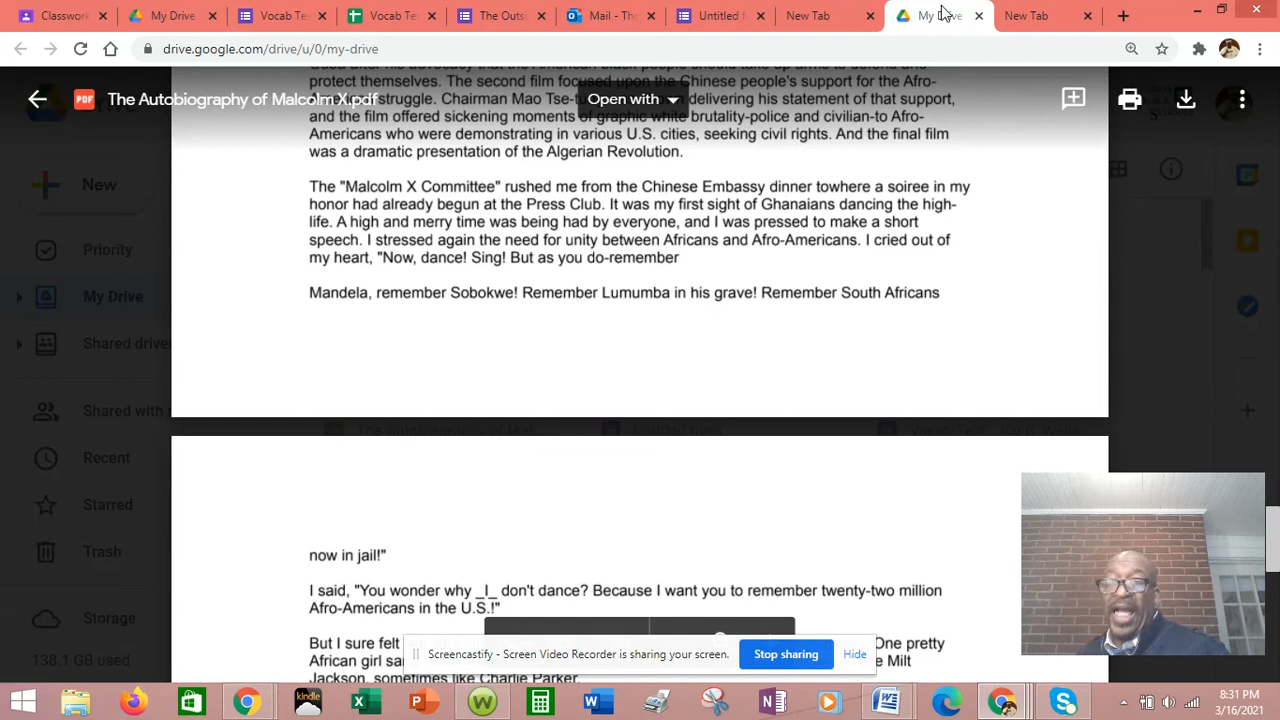 Classwork
My Drive
Vocab Te
Vocab Te
The Outs
Mail - Tho
Untitled f
New Tab
My Drive
New Tab
drive.google.com/drive/u/0/my-drive
PDF
The Autobiography of Malcolm X.pdf
Open with
protect themselves. The second film focused upon the Chinese people's support for the Afro-
struggle. Chairman Mao Tse-tu delivering his statement of that support,
and the film offered sickening moments of graphic white brutality-police and civilian-to Afro-
Americans who were demonstrating in various U.S. cities, seeking civil rights. And the final film
was a dramatic presentation of the Algerian Revolution.
The "Malcolm X Committee" rushed me from the Chinese Embassy dinner towhere a soiree in my
honor had already begun at the Press Club. It was my first sight of Ghanaians dancing the high-
life. A high and merry time was being had by everyone, and I was pressed to make a short
speech. I stressed again the need for unity between Africans and Afro-Americans. I cried out of
my heart, "Now, dance! Sing! But as you do-remember
Mandela, remember Sobokwe! Remember Lumumba in his grave! Remember South Africans
now in jail!"
I said, "You wonder why _I_ don't dance? Because I want you to remember twenty-two million
Afro-Americans in the U.S.!"
But I sure felt One pretty
African girl sa e Milt
Jackson, sometimes like Charlie Parker
New
Priority
My Drive
Shared drive
Shared with
Recent
Starred
Trash
Storage
138.1 GB used
Screencastify - Screen Video Recorder is sharing your screen.
Stop sharing
Hide
kindle
8:31 PM
3/16/2021